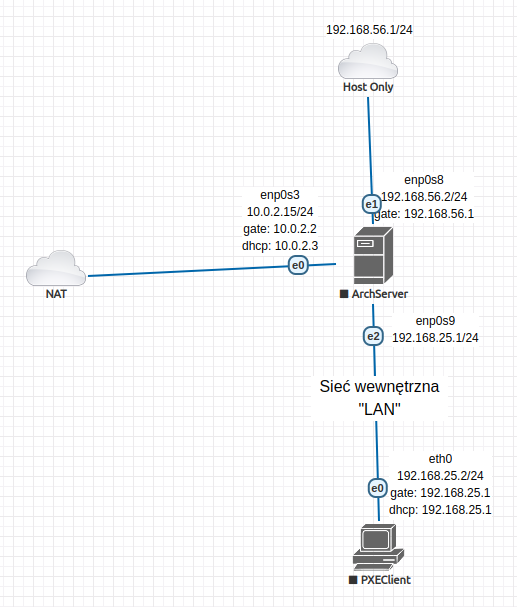 192.168.56.1/24
Host Only
enp0s8
192.168.56.2/24
gate: 192.168.56.1
e1
enp0s3
10.0.2.15/24
gate: 10.0.2.2
dhcp: 10.0.2.3
e0
NAT
ArchServer
enp0s9
192.168.25.1/24
e2
Sieć wewnętrzna
"LAN"
eth0
192.168.25.2/24
gate: 192.168.25.1
dhcp: 192.168.25.1
e0
PXEClient